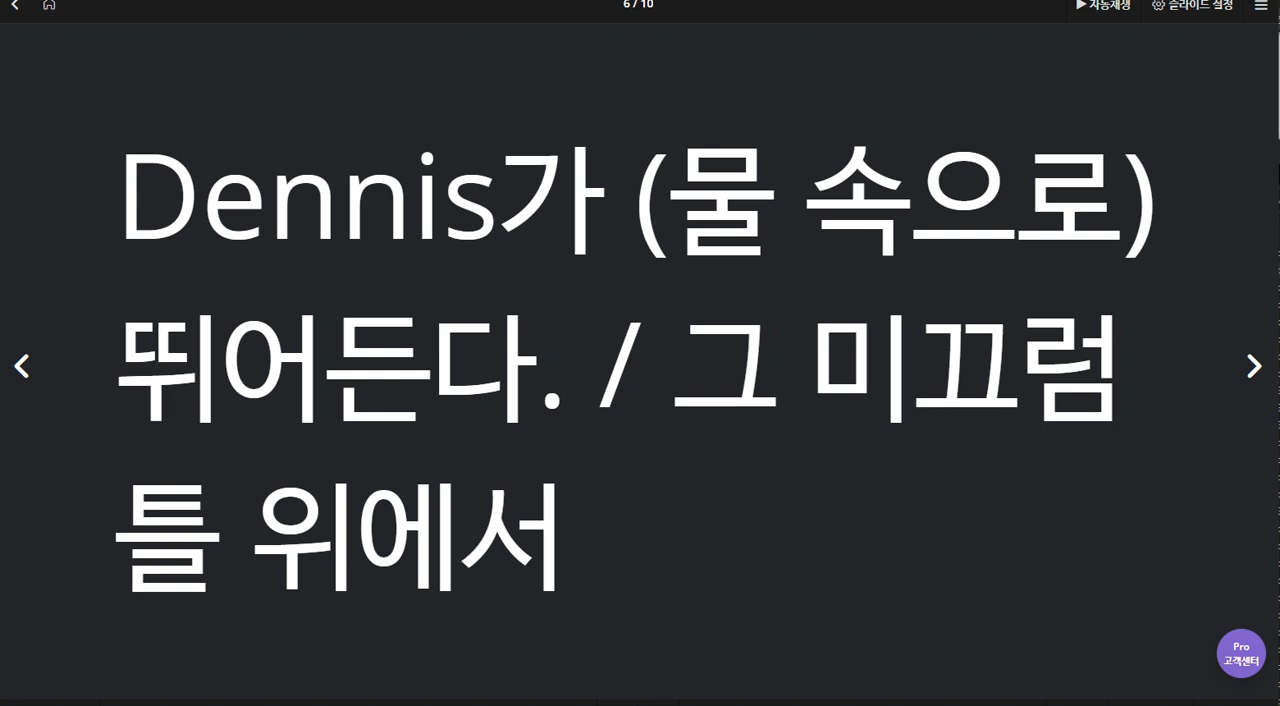 6 / 10
자동재생
슬라이드 설정
Dennis가 (물 속으로)
뛰어든다. / 그 미끄럼
틀 위에서
Pro
고객센터